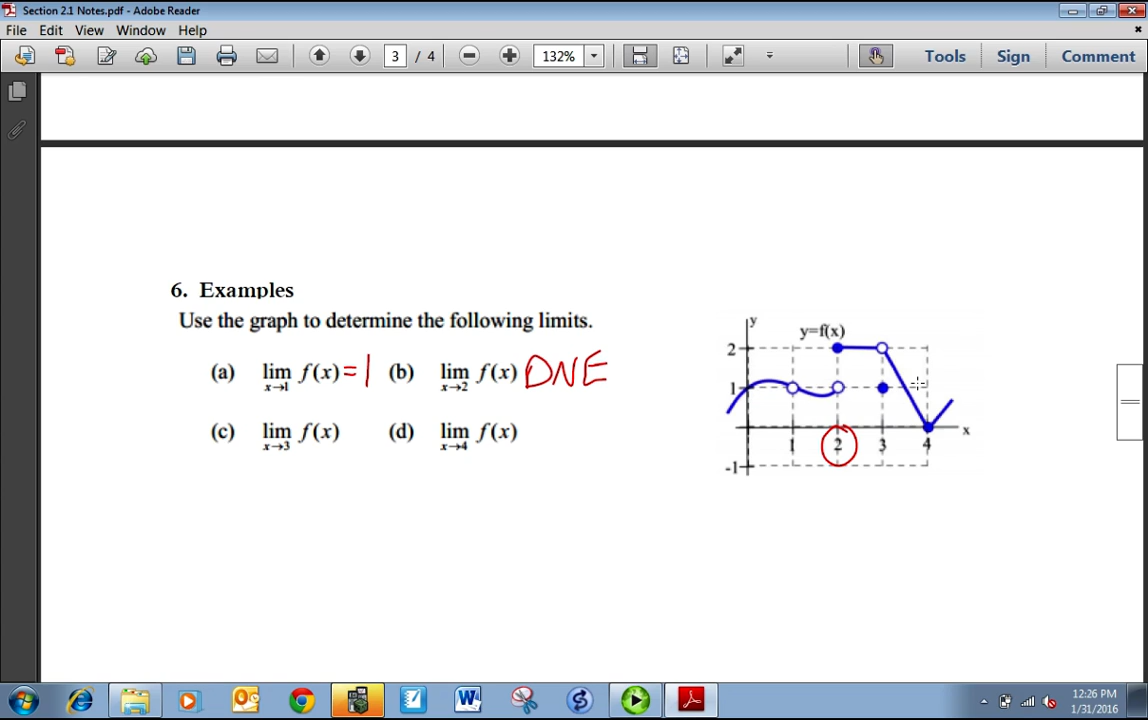 Section 2.1 Notes.pdf - Adobe Reader
File Edit View Window Help
3 / 4 132% Tools Sign Comment
6. Examples
Use the graph to determine the following limits.
(a) lim x→1 f(x) = 1 (b) lim x→2 f(x) DNE
(c) lim x→3 f(x) (d) lim x→4 f(x)
y
y=f(x)
2
1
x
1 2 3 4
-1
12:26 PM
1/31/2016